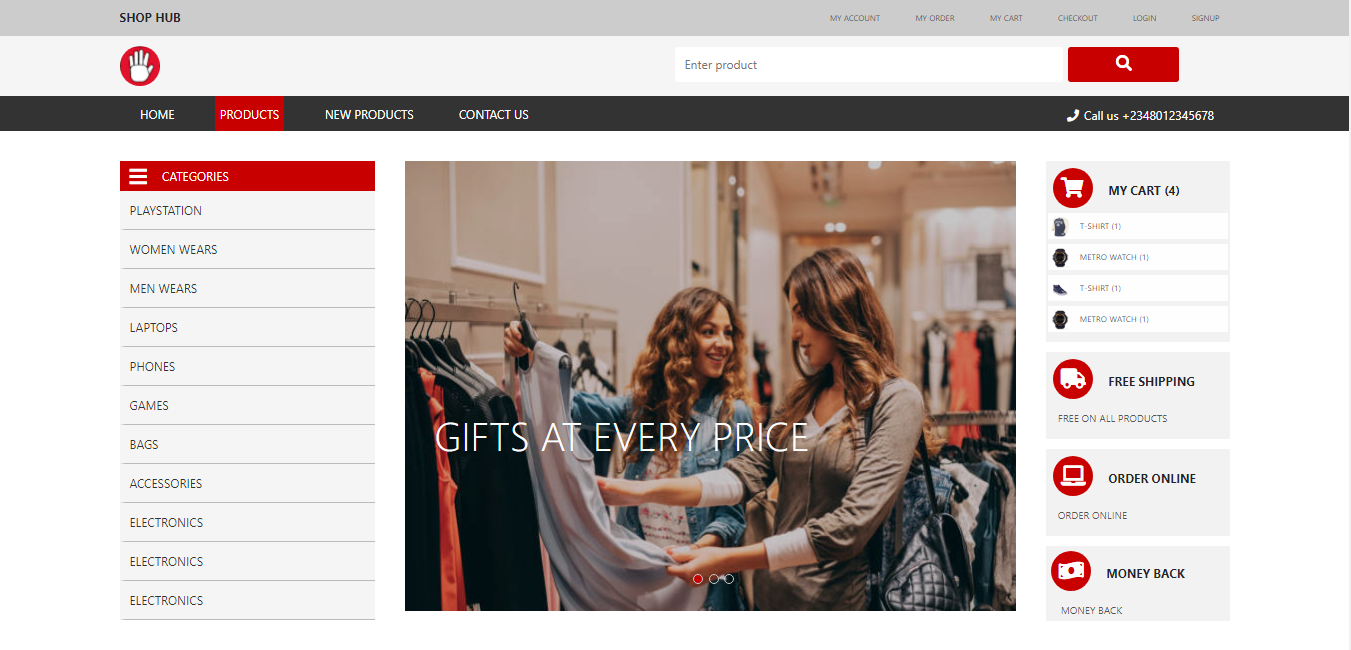 SHOP HUB
MY ACCOUNT
MY ORDER
MY CART
CHECKOUT
LOGIN
SIGNUP
Enter product
HOME
PRODUCTS
NEW PRODUCTS
CONTACT US
Call us +2348012345678
CATEGORIES
PLAYSTATION
WOMEN WEARS
MEN WEARS
LAPTOPS
PHONES
GAMES
BAGS
ACCESSORIES
ELECTRONICS
ELECTRONICS
ELECTRONICS
GIFTS AT EVERY PRICE
MY CART (4)
T-SHIRT (1)
METRO WATCH (1)
T-SHIRT (1)
METRO WATCH (1)
FREE SHIPPING
FREE ON ALL PRODUCTS
ORDER ONLINE
ORDER ONLINE
MONEY BACK
MONEY BACK